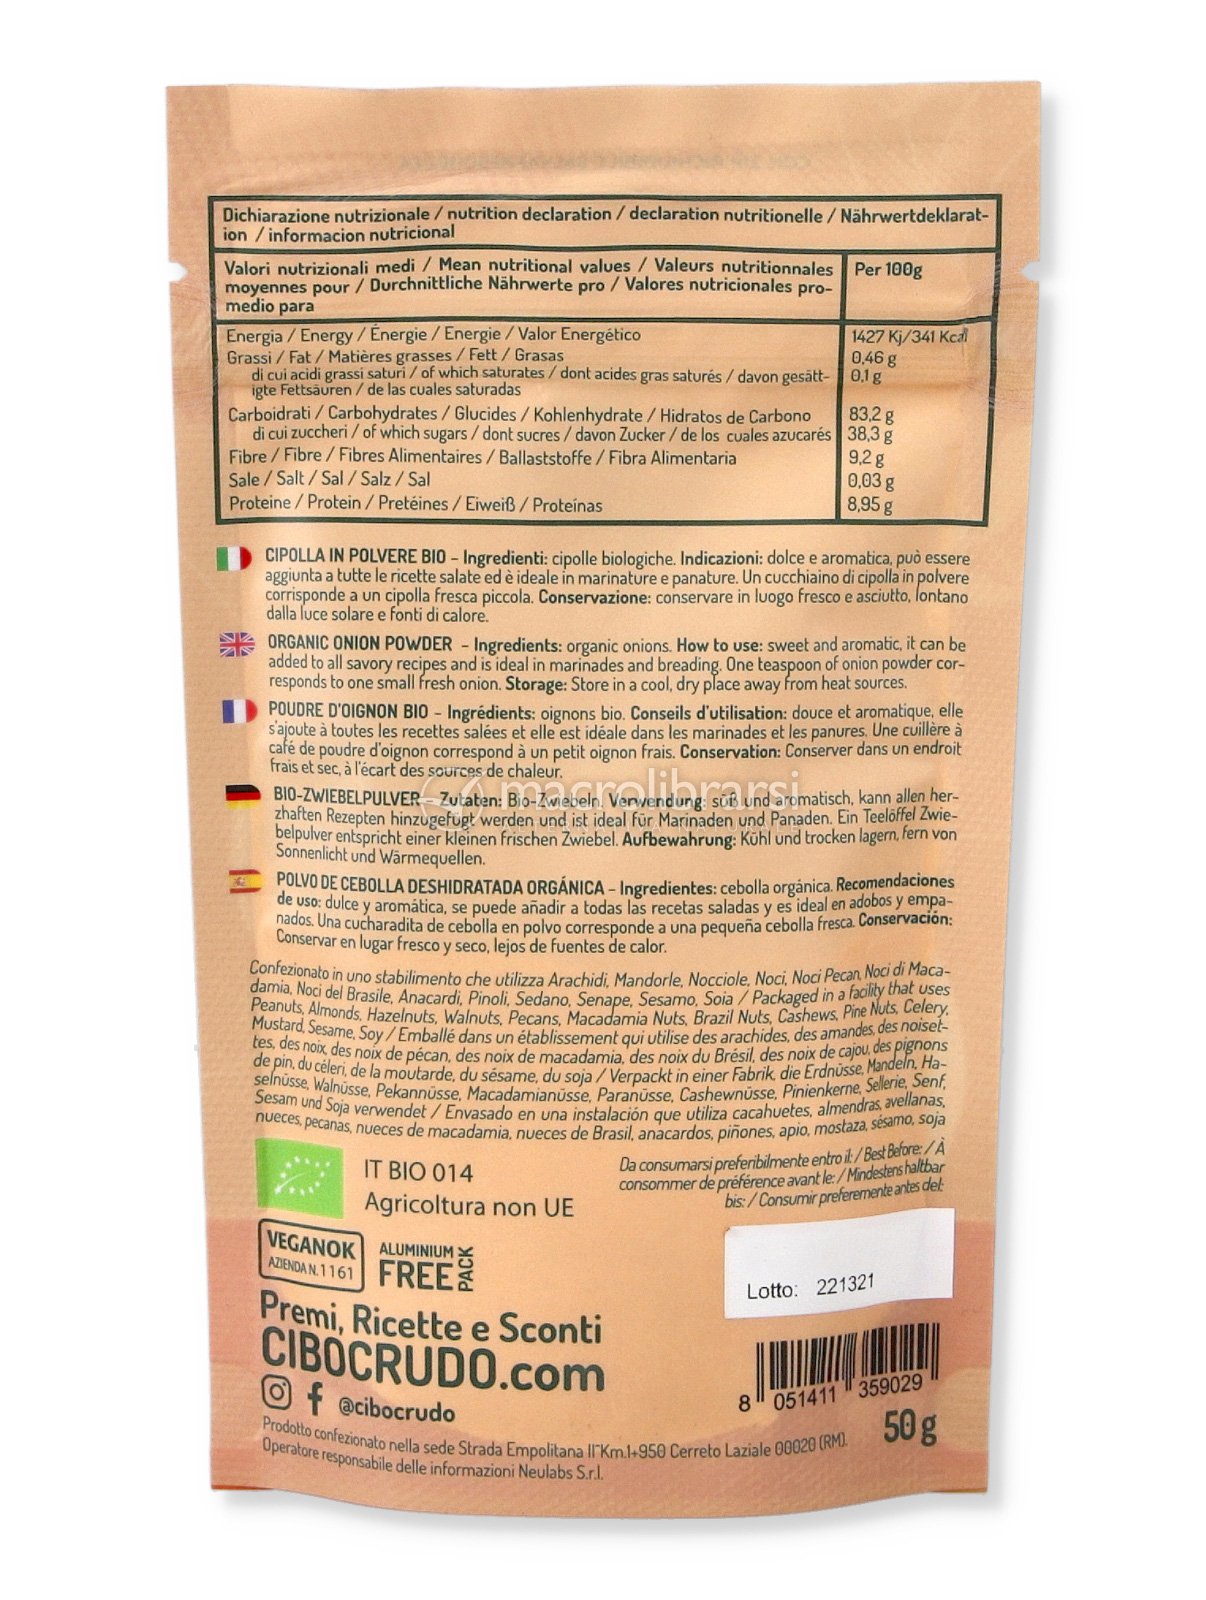 Dichiarazione nutrizionale / nutrition declaration / declaration nutritionelle / Nährwertdeklarat-
ion / informacion nutricional
Valori nutrizionali medi / Mean nutritional values / Valeurs nutritionnales
moyennes pour / Durchnittliche Nährwerte pro / Valores nutricionales pro-
medio para
Per 100g
Energia / Energy / Énergie / Energie / Valor Energético 1427 Kj/341 Kcal
Grassi / Fat / Matières grasses / Fett / Grasas 0,46 g
di cui acidi grassi saturi / of which saturates / dont acides gras saturés / davon gesätt- 0.1 g
igte Fettsäuren / de las cuales saturadas
Carboidrati / Carbohydrates / Glucides / Kohlenhydrate / Hidratos de Carbono 83,2 g
di cui zuccheri / of which sugars / dont sucres / davon Zucker / de los cuales azucarés 38,3 g
Fibre / Fibre / Fibres Alimentaires / Ballaststoffe / Fibra Alimentaria 9,2 g
Sale / Salt / Sal / Salz / Sal 0,03 g
Proteine / Protein / Pretéines / Eiweiß / Proteínas 8,95 g
CIPOLLA IN POLVERE BIO – Ingredienti: cipolle biologiche. Indicazioni: dolce e aromatica, può essere
aggiunta a tutte le ricette salate ed è ideale in marinature e panature. Un cucchiaino di cipolla in polvere
corrisponde a un cipolla fresca piccola. Conservazione: conservare in luogo fresco e asciutto, lontano
dalla luce solare e fonti di calore.
ORGANIC ONION POWDER – Ingredients: organic onions. How to use: sweet and aromatic, it can be
added to all savory recipes and is ideal in marinades and breading. One teaspoon of onion powder cor-
responds to one small fresh onion. Storage: Store in a cool, dry place away from heat sources.
POUDRE D'OIGNON BIO – Ingrédients: oignons bio. Conseils d'utilisation: douce et aromatique, elle
s'ajoute à toutes les recettes salées et elle est idéale dans les marinades et les panures. Une cuillère à
café de poudre d'oignon correspond à un petit oignon frais. Conservation: Conserver dans un endroit
frais et sec, à l'écart des sources de chaleur.
macrolibrarsi
BIO-ZWIEBELPULVER – Zutaten: Bio-Zwiebeln. Verwendung: süß und aromatisch, kann allen her-
zhaften Rezepten hinzugefügt werden und ist ideal für Marinaden und Panaden. Ein Teelöffel Zwie-
belpulver entspricht einer kleinen frischen Zwiebel. Aufbewahrung: Kühl und trocken lagern, fern von
Sonnenlicht und Wärmequellen.
POLVO DE CEBOLLA DESHIDRATADA ORGÁNICA – Ingredientes: cebolla orgánica. Recomendaciones
de uso: dulce y aromática, se puede añadir a todas las recetas saladas y es ideal en adobos y empa-
nados. Una cucharadita de cebolla en polvo corresponde a una pequeña cebolla fresca. Conservación:
Conservar en lugar fresco y seco, lejos de fuentes de calor.
Confezionato in uno stabilimento che utilizza Arachidi, Mandorle, Nocciole, Noci, Noci Pecan, Noci di Maca-
damia, Noci del Brasile, Anacardi, Pinoli, Sedano, Senape, Sesamo, Soia / Packaged in a facility that uses
Peanuts, Almonds, Hazelnuts, Walnuts, Pecans, Macadamia Nuts, Brazil Nuts, Cashews, Pine Nuts, Celery,
Mustard, Sesame, Soy / Emballé dans un établissement qui utilise des arachides, des amandes, des noiset-
tes, des noix, des noix de pécan, des noix de macadamia, des noix du Brésil, des noix de cajou, des pignons
de pin, du céleri, de la moutarde, du sésame, du soja / Verpackt in einer Fabrik, die Erdnüsse, Mandeln, Ha-
selnüsse, Walnüsse, Pekannüsse, Macadamianüsse, Paranüsse, Cashewnüsse, Pinienkerne, Sellerie, Senf,
Sesam und Soja verwendet / Envasado en una instalación que utiliza cacahuetes, almendras, avellanas,
nueces, pecanas, nueces de macadamia, nueces de Brasil, anacardos, piñones, apio, mostaza, sésamo, soja
IT BIO 014
Agricoltura non UE
Da consumarsi preferibilmente entro il: / Best Before: / À
consommer de préférence avant le: / Mindestens haltbar
bis: / Consumir preferemente antes del:
VEGANOK
AZIENDA N.1161
ALUMINIUM
FREE
PACK
Lotto: 221321
Premi, Ricette e Sconti
CIBOCRUDO.com
@cibocrudo
8 051411 359029
50 g
Prodotto confezionato nella sede Strada Empolitana II^Km.1+950 Cerreto Laziale 00020 (RM).
Operatore responsabile delle informazioni Neulabs S.r.l.